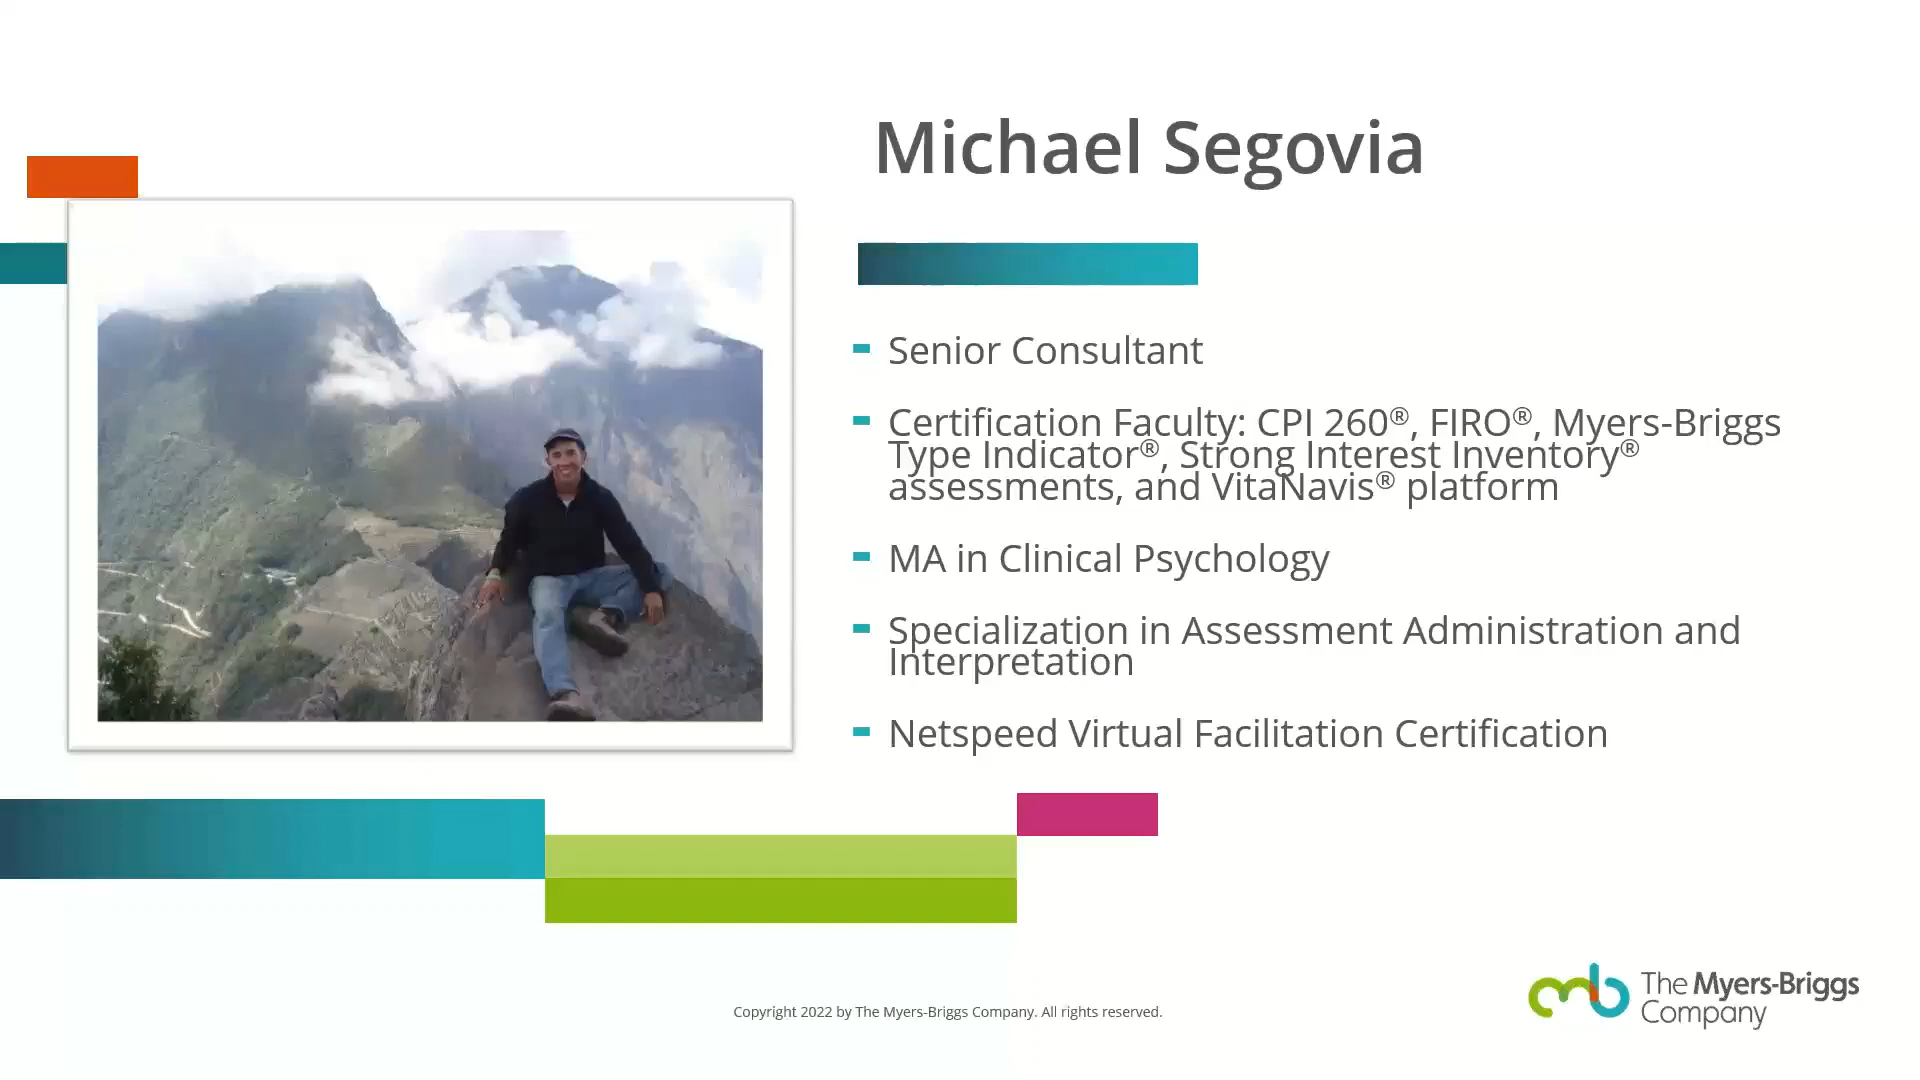 Michael Segovia
Senior Consultant
Certification Faculty: CPI 260®, FIRO®, Myers-Briggs
Type Indicator®, Strong Interest Inventory®
assessments, and VitaNavis® platform
MA in Clinical Psychology
Specialization in Assessment Administration and
Interpretation
Netspeed Virtual Facilitation Certification
Copyright 2022 by The Myers-Briggs Company. All rights reserved.
mb
The Myers-Briggs
Company